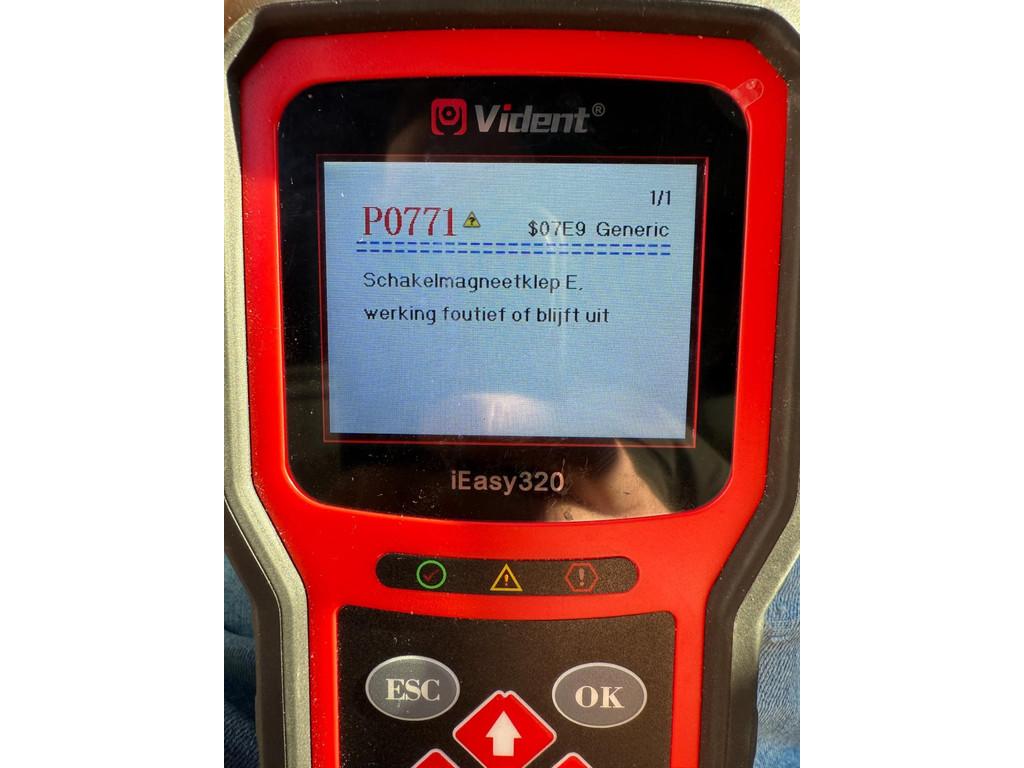 Vident®
1/1
P0771 $07E9 Generic
Schakelmagneetklep E,
werking foutief of blijft uit
iEasy320
ESC
OK